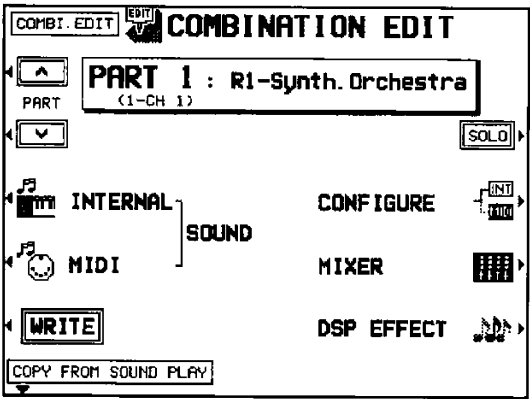 COMBI.EDIT EDIT COMBINATION EDIT
PART 1 : R1-Synth.Orchestra
(1-CH 1)
PART
SOLO
INTERNAL
SOUND
MIDI
CONFIGURE INT
MIXER
WRITE
DSP EFFECT
COPY FROM SOUND PLAY